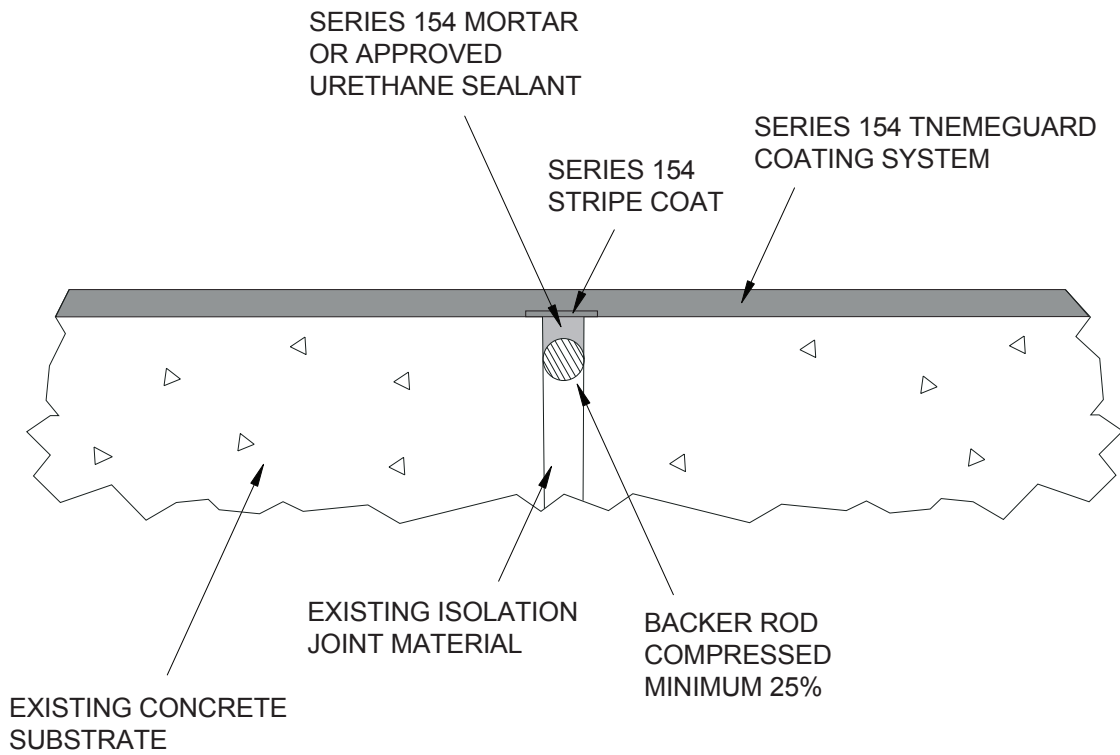 SERIES 154 MORTAR
OR APPROVED
URETHANE SEALANT
SERIES 154 TNEMEGUARD
COATING SYSTEM
SERIES 154
STRIPE COAT
EXISTING ISOLATION
JOINT MATERIAL
BACKER ROD
COMPRESSED
MINIMUM 25%
EXISTING CONCRETE
SUBSTRATE